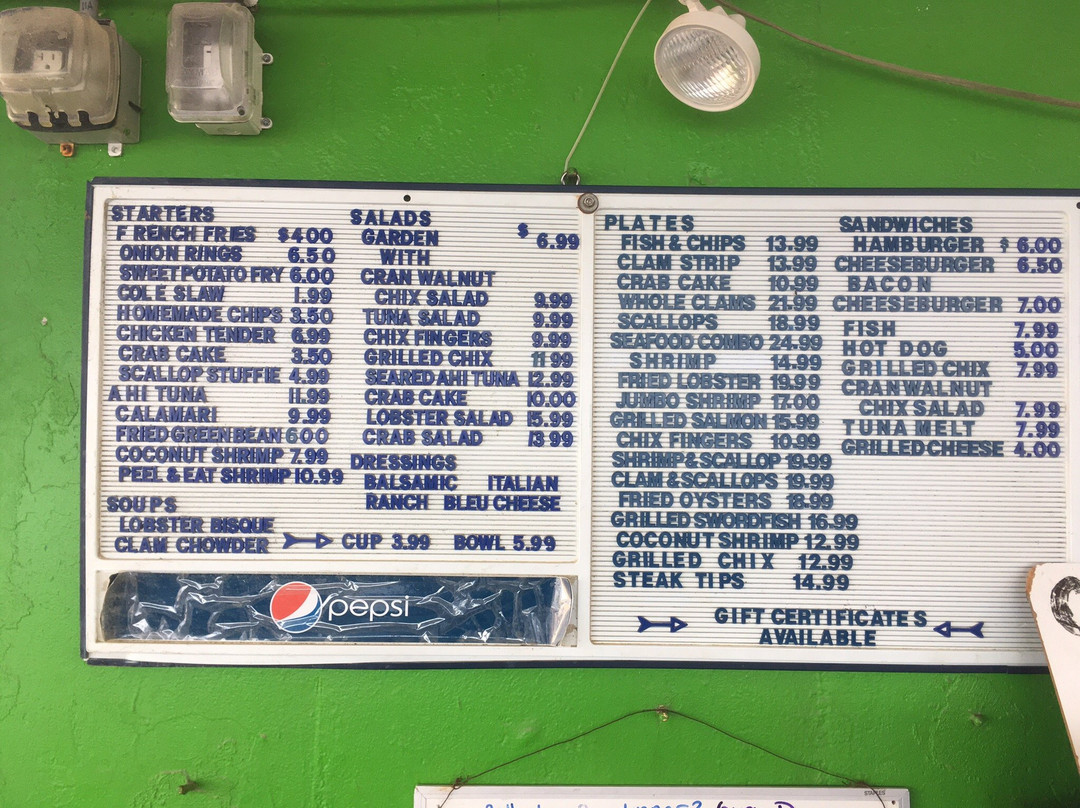 STARTERS
FRENCH FRIES $4 00
ONION RINGS 6.50
SWEET POTATO FRY 6.00
COLE SLAW 1.99
HOMEMADE CHIPS 3.50
CHICKEN TENDER 6.99
CRAB CAKE 3.50
SCALLOP STUFFIE 4.99
AHI TUNA 11.99
CALAMARI 9.99
FRIED GREEN BEAN 6 0 0
COCONUT SHRIMP 7.99
PEEL & EAT SHRIMP 10.99
SOUPS
LOBSTER BISQUE
CLAM CHOWDER CUP 3.99 BOWL 5.99
SALADS
GARDEN $ 6.99
WITH
CRAN WALNUT
CHIX SALAD 9.99
TUNA SALAD 9.99
CHIX FINGERS 9.99
GRILLED CHIX 11 99
SEARED AHI TUNA 12.99
CRAB CAKE 10.00
LOBSTER SALAD 15.99
CRAB SALAD 13 99
DRESSINGS
BALSAMIC ITALIAN
RANCH BLEU CHEESE
pepsi
PLATES
FISH & CHIPS 13.99
CLAM STRIP 13.99
CRAB CAKE 10.99
WHOLE CLAMS 21.99
SCALLOPS 18.99
SEAFOOD COMBO 24.99
SHRIMP 14.99
FRIED LOBSTER 19.99
JUMBO SHRIMP 17.00
GRILLED SALMON 15.99
CHIX FINGERS 10.99
SHRIMP & SCALLOP 19.99
CLAM & SCALLOPS 19.99
FRIED OYSTERS 18.99
GRILLED SWORDFISH 16.99
COCONUT SHRIMP 12.99
GRILLED CHIX 12.99
STEAK TIPS 14.99
SANDWICHES
HAMBURGER $ 6.00
CHEESEBURGER 6.50
BACON
CHEESEBURGER 7.00
FISH 7.99
HOT DOG 5.00
GRILLED CHIX 7.99
CRANWALNUT
CHIX SALAD 7.99
TUNA MELT 7.99
GRILLED CHEESE 4.00
GIFT CERTIFICATES
AVAILABLE
STAPLES